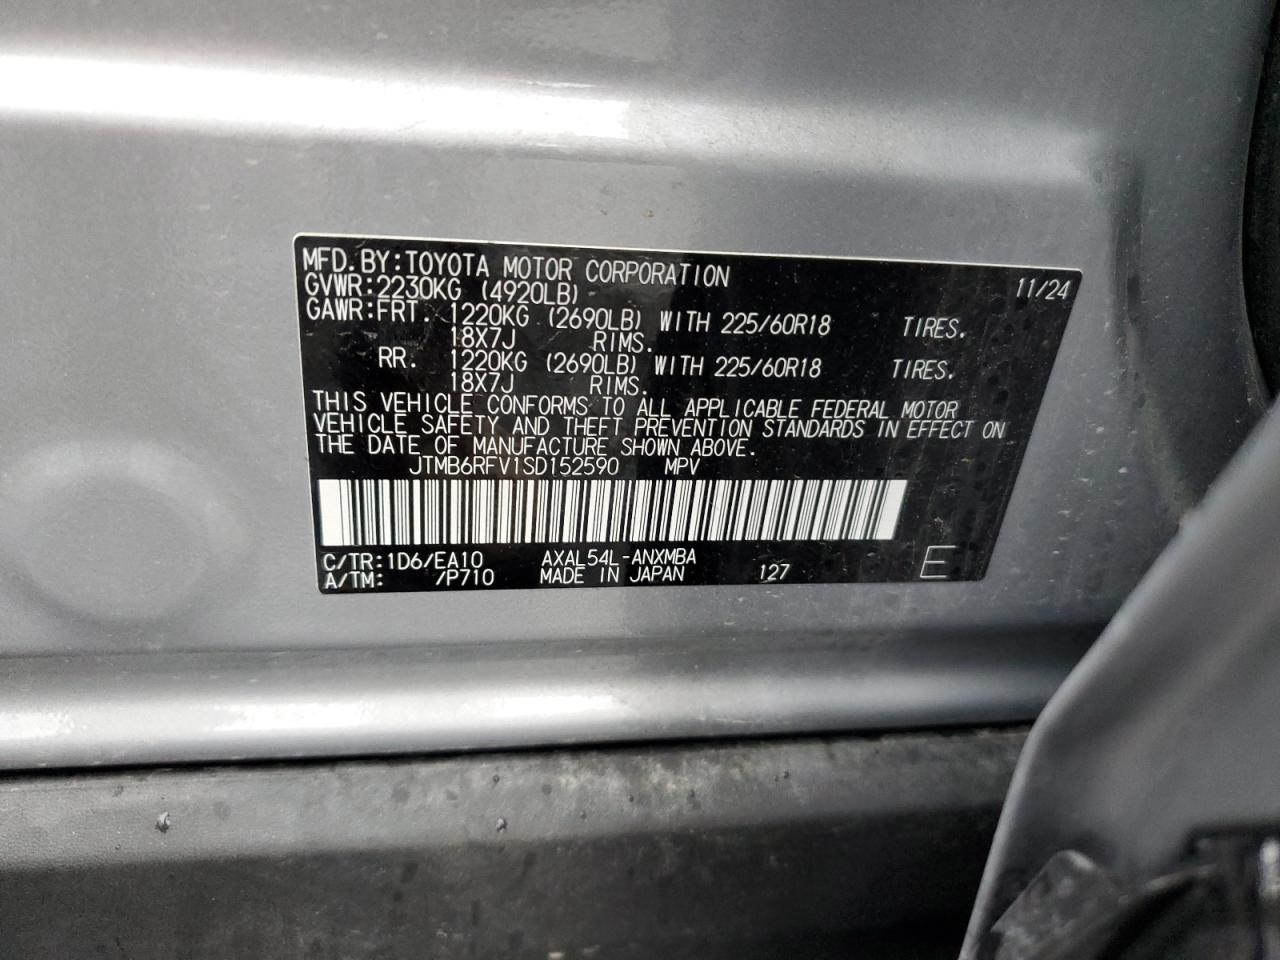 MFD.BY:TOYOTA MOTOR CORPORATION 11/24
GVWR:2230KG (4920LB)
GAWR:FRT. 1220KG (2690LB) WITH 225/60R18 TIRES.
18X7J RIMS.
RR. 1220KG (2690LB) WITH 225/60R18 TIRES.
18X7J RIMS.
THIS VEHICLE CONFORMS TO ALL APPLICABLE FEDERAL MOTOR
VEHICLE SAFETY AND THEFT PREVENTION STANDARDS IN EFFECT ON
THE DATE OF MANUFACTURE SHOWN ABOVE.
JTMB6RFV1SD152590 MPV
C/TR:1D6/EA10 AXAL54L-ANXMBA
A/TM: /P710 MADE IN JAPAN 127 E